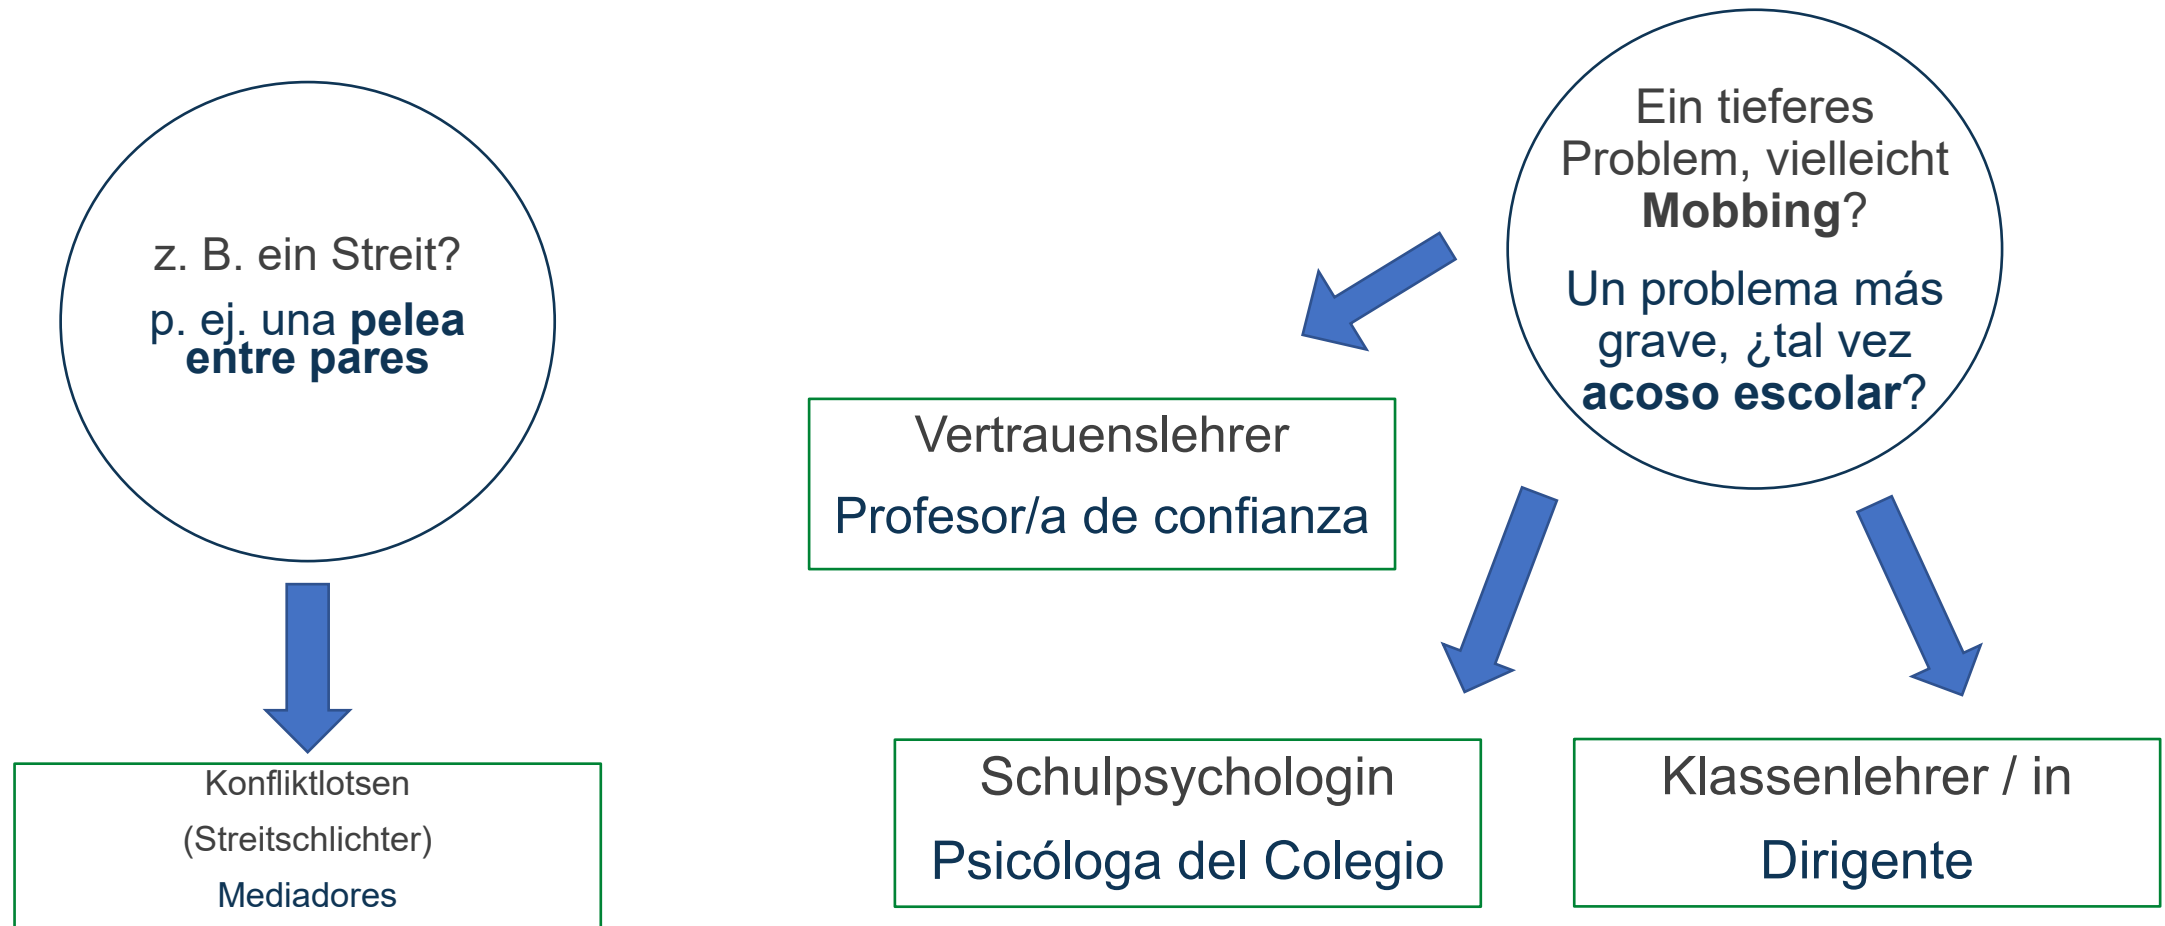 z. B. ein Streit?
p. ej. una pelea
entre pares
Konfliktlotsen
(Streitschlichter)
Mediadores
Ein tieferes
Problem, vielleicht
Mobbing?
Un problema más
grave, ¿tal vez
acoso escolar?
Vertrauenslehrer
Profesor/a de confianza
Schulpsychologin
Psicóloga del Colegio
Klassenlehrer / in
Dirigente